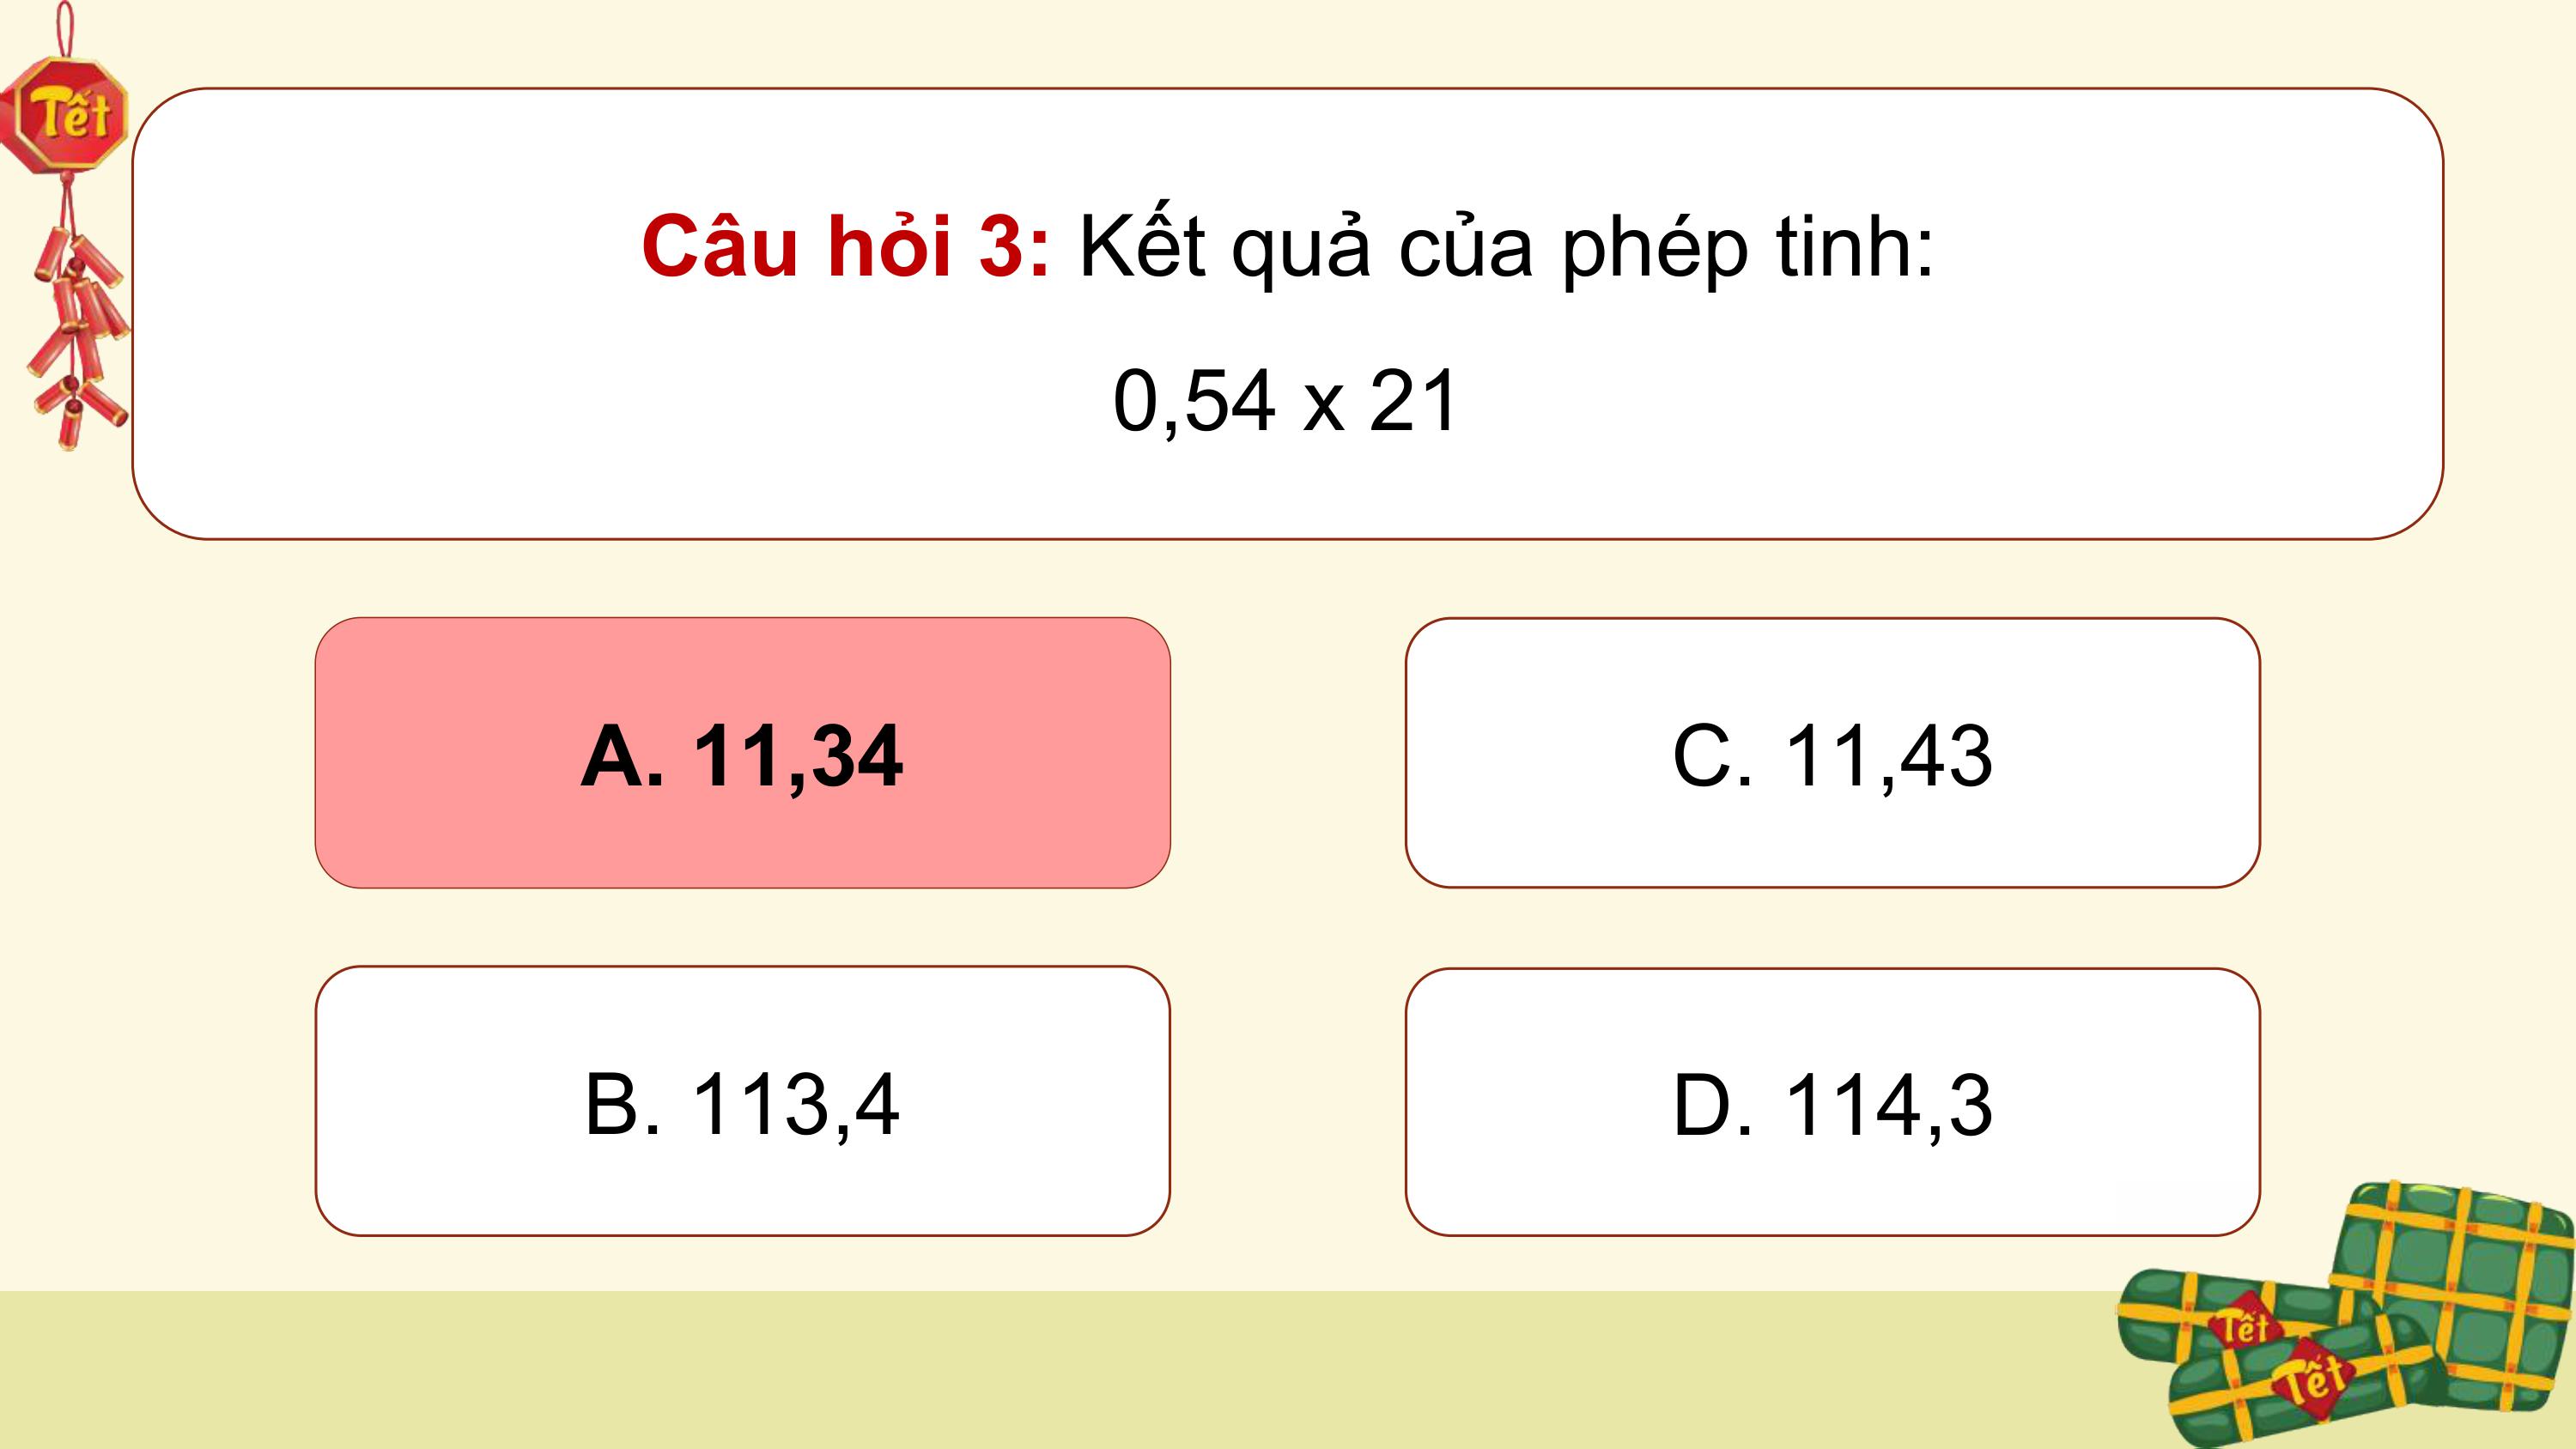 Tết
Câu hỏi 3: Kết quả của phép tinh:
0,54 x 21
A. 11,34
C. 11,43
B. 113,4
D. 114,3
Tết
Tết